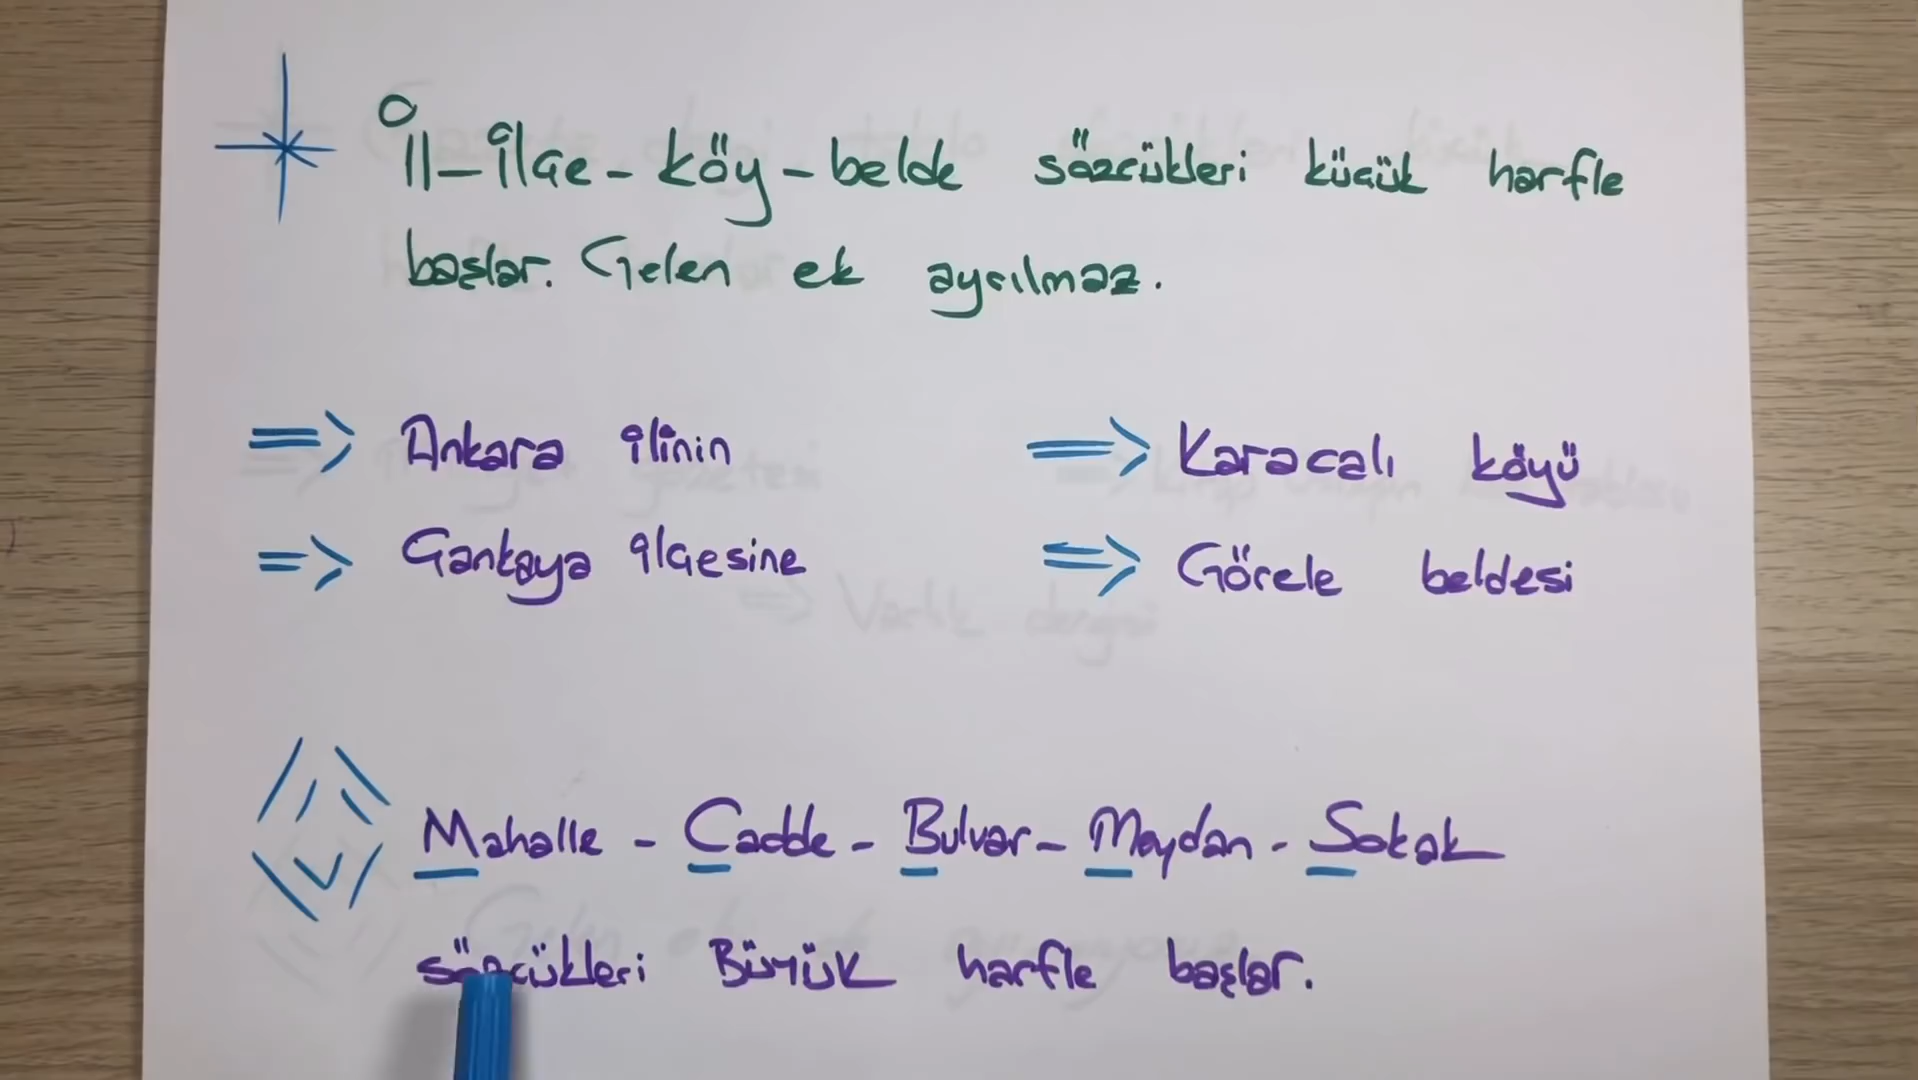 İl-ilçe-köy-belde sözcükleri küçük harfle
başlar. Gelen ek ayrılmaz.
⇒ Ankara ilinin
⇒ Çankaya ilçesine
⇒ Karacalı köyü
⇒ Görele beldesi
Mahalle - Cadde - Bulvar - Meydan - Sokak
sözcükleri BÜYÜK harfle başlar.